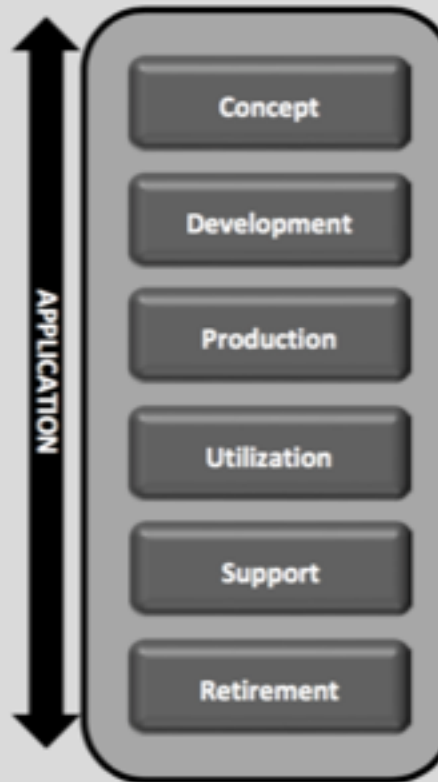 APPLICATION
Concept
Development
Production
Utilization
Support
Retirement